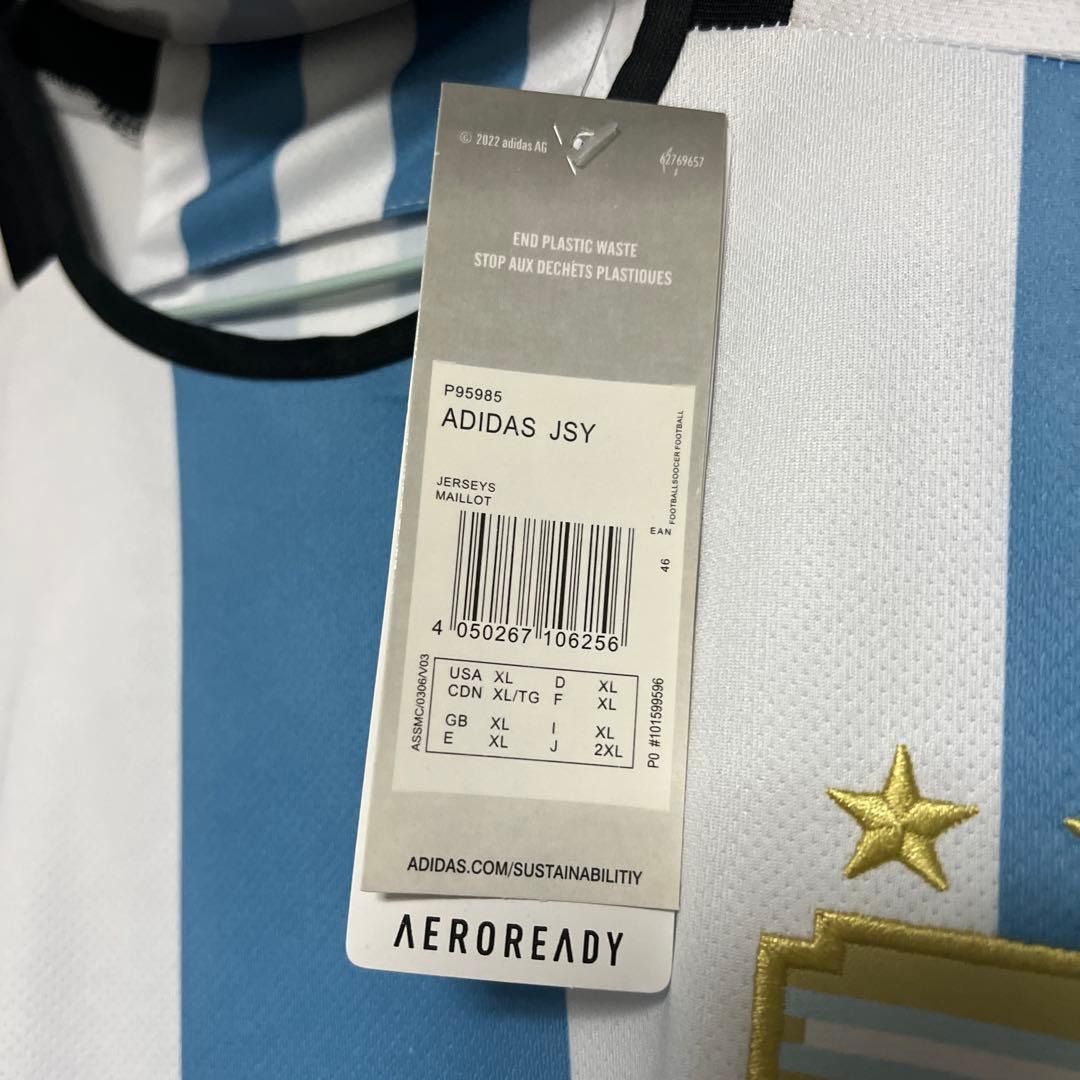 © 2022 adidas AG
62769657
END PLASTIC WASTE
STOP AUX DECHÈTS PLASTIQUES
P95985
ADIDAS JSY
JERSEYS
MAILLOT
FOOTBALLSOCCER FOOTBALL
EAN
46
4 050267 106256
ASSMC/0306/V03
USA XL D XL
CDN XL/TG F XL
GB XL I XL
E XL J 2XL
PO #101599596
ADIDAS.COM/SUSTAINABILITIY
AEROREADY